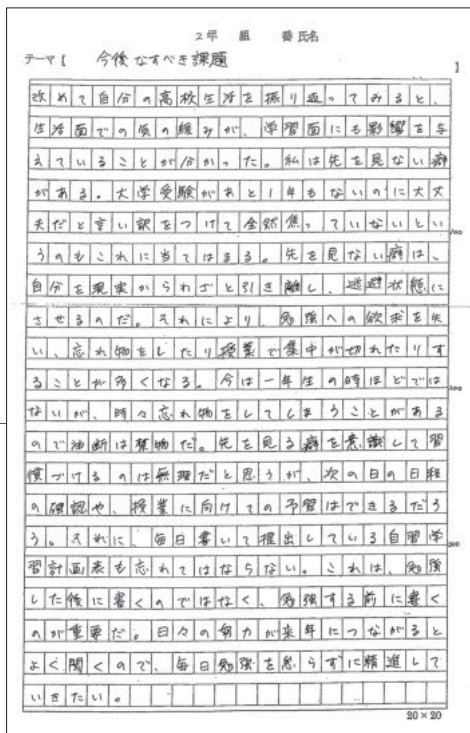 2年 組 番 氏名
テーマ【 今後なすべき課題 】
改めて自分の高校生活を振り返ってみると、
生活面での気の緩みが、学習面にも影響を与
えていることが分かった。私は先を見ない癖
がある。大学受験があと1年もないのに大丈
夫だと言い訳をつけて全然焦っていないとい
うのもこれに当てはまる。先を見ない癖は、
自分を現実からわざと引き離し、逃避状態に
させるのだ。それにより、勉強への欲求を失
い、忘れ物をしたり授業で集中が切れたりす
ることが多くなる。今は一年生の時ほどでは
ないが、時々忘れ物をしてしまうことがある
ので油断は禁物だ。先を見る癖を意識して習
慣づけるのは無理だと思うが、次の日の日程
の確認や、授業に向けての予習はできるだろ
う。それに、毎日書いて提出している自習学
習計画表も忘れてはならない。これは、勉強
した後に書くのではなく、勉強する前に書く
のが重要だ。日々の努力が来年につながると
よく聞くので、毎日勉強を怠らずに精進して
いきたい。
100
200
300
20×20